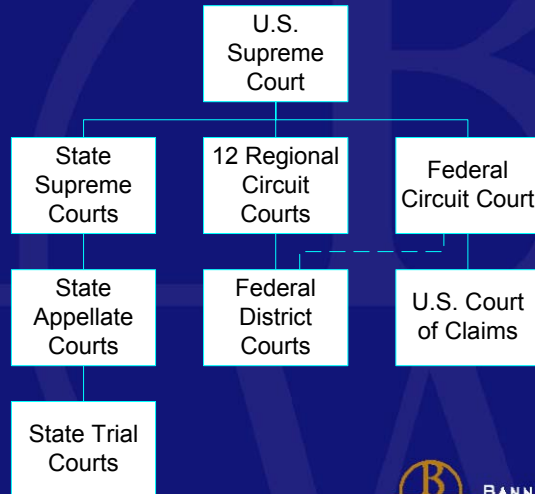 U.S.
Supreme
Court
State
Supreme
Courts
12 Regional
Circuit
Courts
Federal
Circuit Court
State
Appellate
Courts
Federal
District
Courts
U.S. Court
of Claims
State Trial
Courts
B
BANN